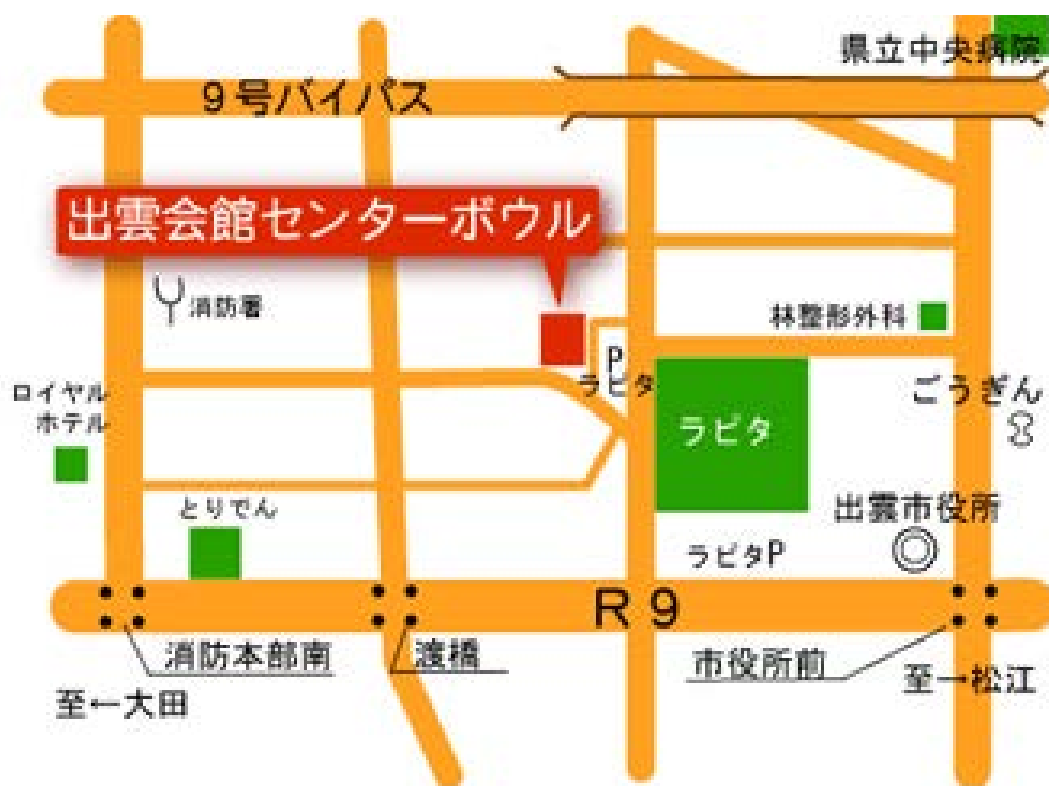 県立中央病院
9号バイパス
出雲会館センターボウル
消防署
林整形外科
P
ラピタ
ロイヤル
ホテル
ごうぎん
ラピタ
とりでん
出雲市役所
ラピタP
R9
消防本部南
渡橋
市役所前
至←大田
至→松江